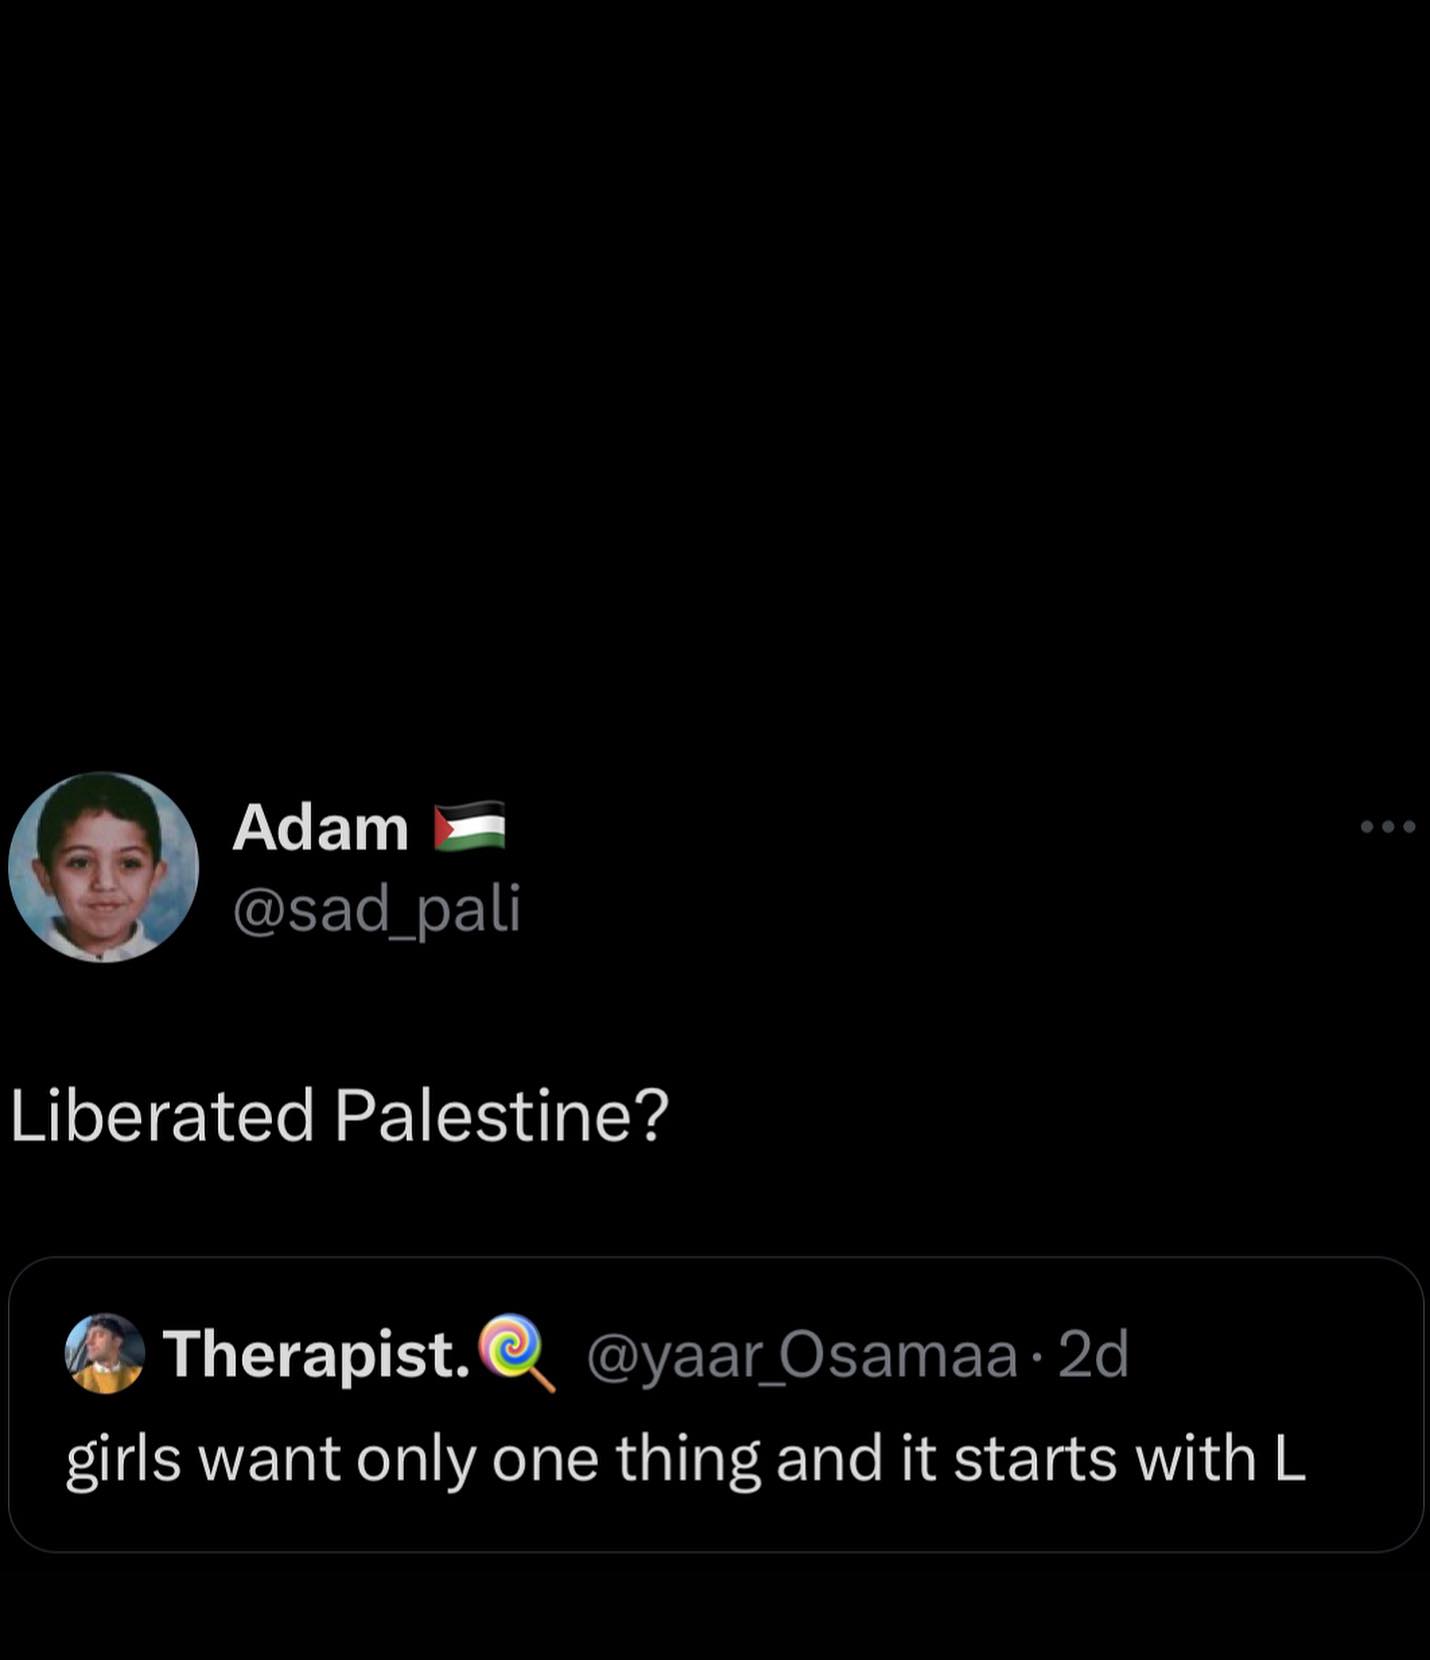 Adam 🇵🇸
@sad_pali
Liberated Palestine?
Therapist.🍭 @yaar_Osamaa · 2d
girls want only one thing and it starts with L